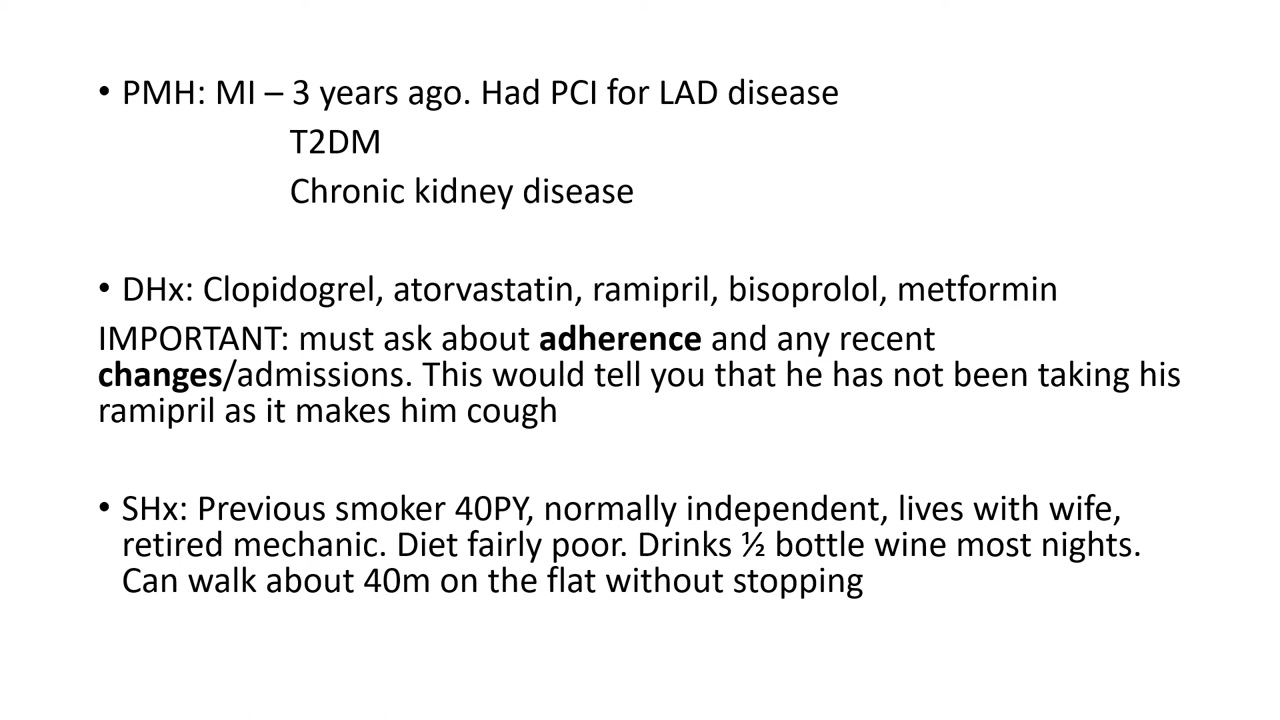 • PMH: MI – 3 years ago. Had PCI for LAD disease
T2DM
Chronic kidney disease
• DHx: Clopidogrel, atorvastatin, ramipril, bisoprolol, metformin
IMPORTANT: must ask about adherence and any recent
changes/admissions. This would tell you that he has not been taking his
ramipril as it makes him cough
• SHx: Previous smoker 40PY, normally independent, lives with wife,
retired mechanic. Diet fairly poor. Drinks ½ bottle wine most nights.
Can walk about 40m on the flat without stopping